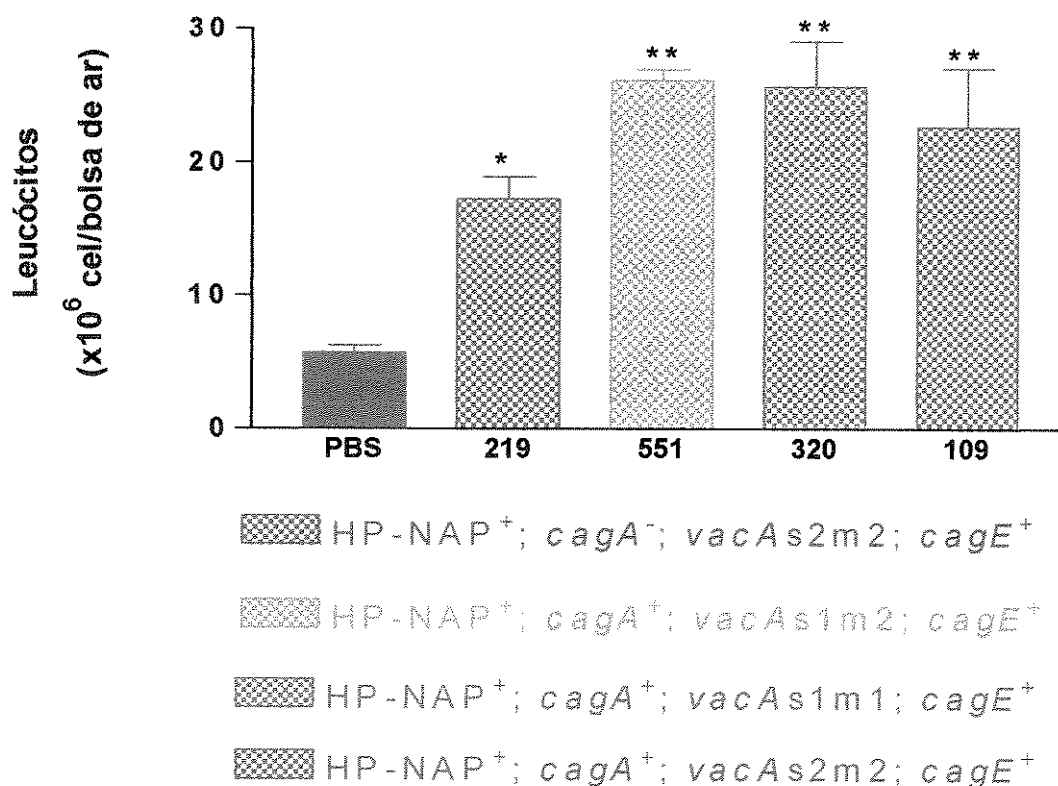 Leucócitos
(x10⁶ cel/bolsa de ar)
30
20
10
0
*
**
**
**
PBS 219 551 320 109
HP-NAP⁺; cagA⁻; vacAs2m2; cagE⁺
HP-NAP⁺; cagA⁺; vacAs1m2; cagE⁺
HP-NAP⁺; cagA⁺; vacAs1m1; cagE⁺
HP-NAP⁺; cagA⁺; vacAs2m2; cagE⁺